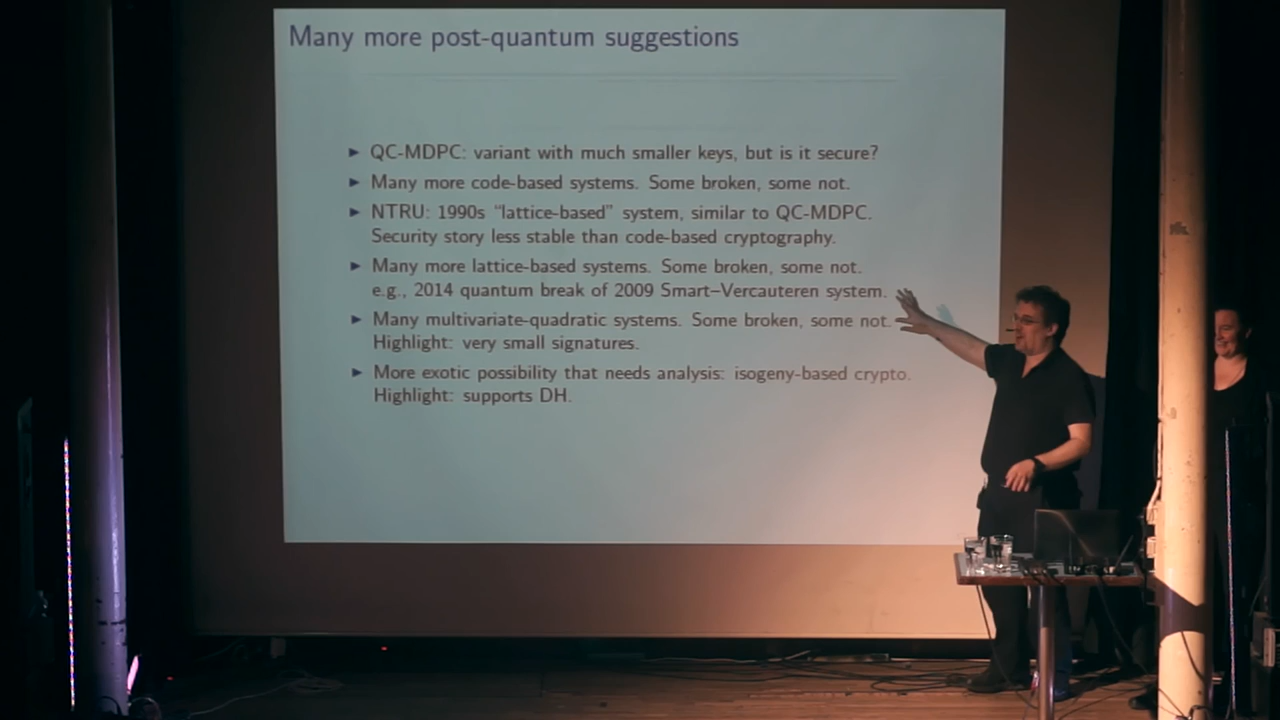 Many more post-quantum suggestions
► QC-MDPC: variant with much smaller keys, but is it secure?
► Many more code-based systems. Some broken, some not.
► NTRU: 1990s “lattice-based” system, similar to QC-MDPC.
Security story less stable than code-based cryptography.
► Many more lattice-based systems. Some broken, some not.
e.g., 2014 quantum break of 2009 Smart–Vercauteren system.
► Many multivariate-quadratic systems. Some broken, some not.
Highlight: very small signatures.
► More exotic possibility that needs analysis: isogeny-based crypto.
Highlight: supports DH.